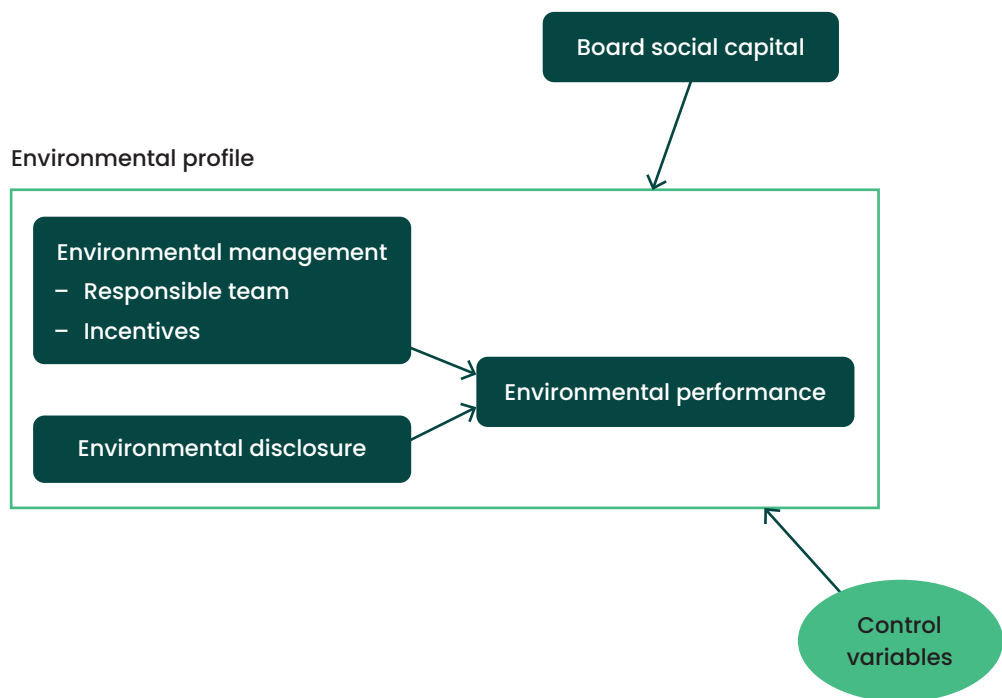 Board social capital
Environmental profile
Environmental management
– Responsible team
– Incentives
Environmental performance
Environmental disclosure
Control
variables